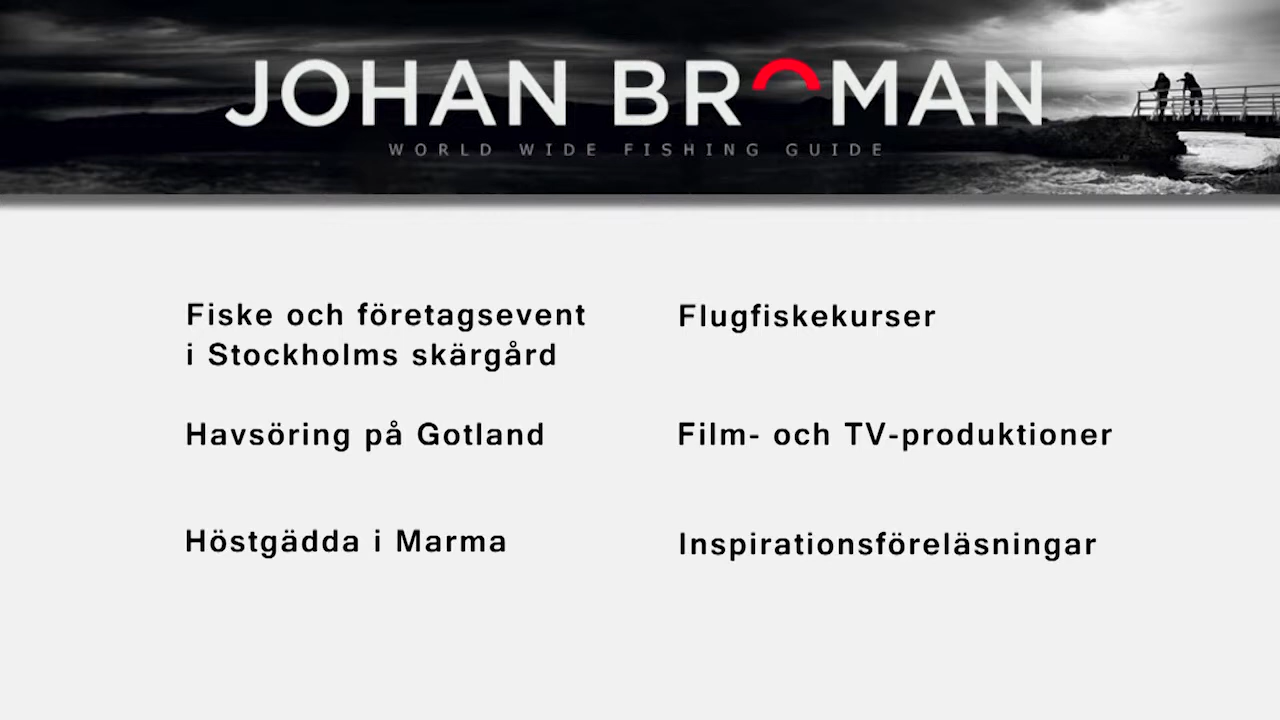 JOHAN BROMAN
WORLD WIDE FISHING GUIDE
Fiske och företagsevent
i Stockholms skärgård
Havsöring på Gotland
Höstgädda i Marma
Flugfiskekurser
Film- och TV-produktioner
Inspirationsföreläsningar